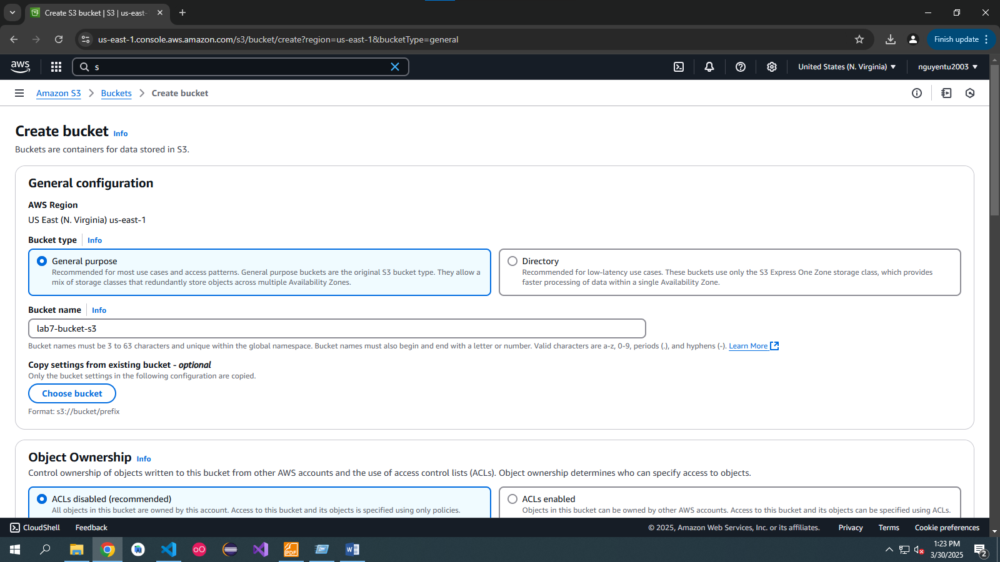 Create S3 bucket | S3 | us-east-
us-east-1.console.aws.amazon.com/s3/bucket/create?region=us-east-1&bucketType=general
Finish update
aws
s
United States (N. Virginia)
nguyentu2003
Amazon S3
Buckets
Create bucket
Create bucket Info
Buckets are containers for data stored in S3.
General configuration
AWS Region
US East (N. Virginia) us-east-1
Bucket type
Info
General purpose
Recommended for most use cases and access patterns. General purpose buckets are the original S3 bucket type. They allow a
mix of storage classes that redundantly store objects across multiple Availability Zones.
Directory
Recommended for low-latency use cases. These buckets use only the S3 Express One Zone storage class, which provides
faster processing of data within a single Availability Zone.
Bucket name
Info
lab7-bucket-s3
Bucket names must be 3 to 63 characters and unique within the global namespace. Bucket names must also begin and end with a letter or number. Valid characters are a-z, 0-9, periods (.), and hyphens (-). Learn More
Copy settings from existing bucket - optional
Only the bucket settings in the following configuration are copied.
Choose bucket
Format: s3://bucket/prefix
Object Ownership Info
Control ownership of objects written to this bucket from other AWS accounts and the use of access control lists (ACLs). Object ownership determines who can specify access to objects.
ACLs disabled (recommended)
All objects in this bucket are owned by this account. Access to this bucket and its objects is specified using only policies.
ACLs enabled
Objects in this bucket can be owned by other AWS accounts. Access to this bucket and its objects can be specified using ACLs.
CloudShell
Feedback
© 2025, Amazon Web Services, Inc. or its affiliates.
Privacy
Terms
Cookie preferences
PDF
W
1:23 PM
3/30/2025
2